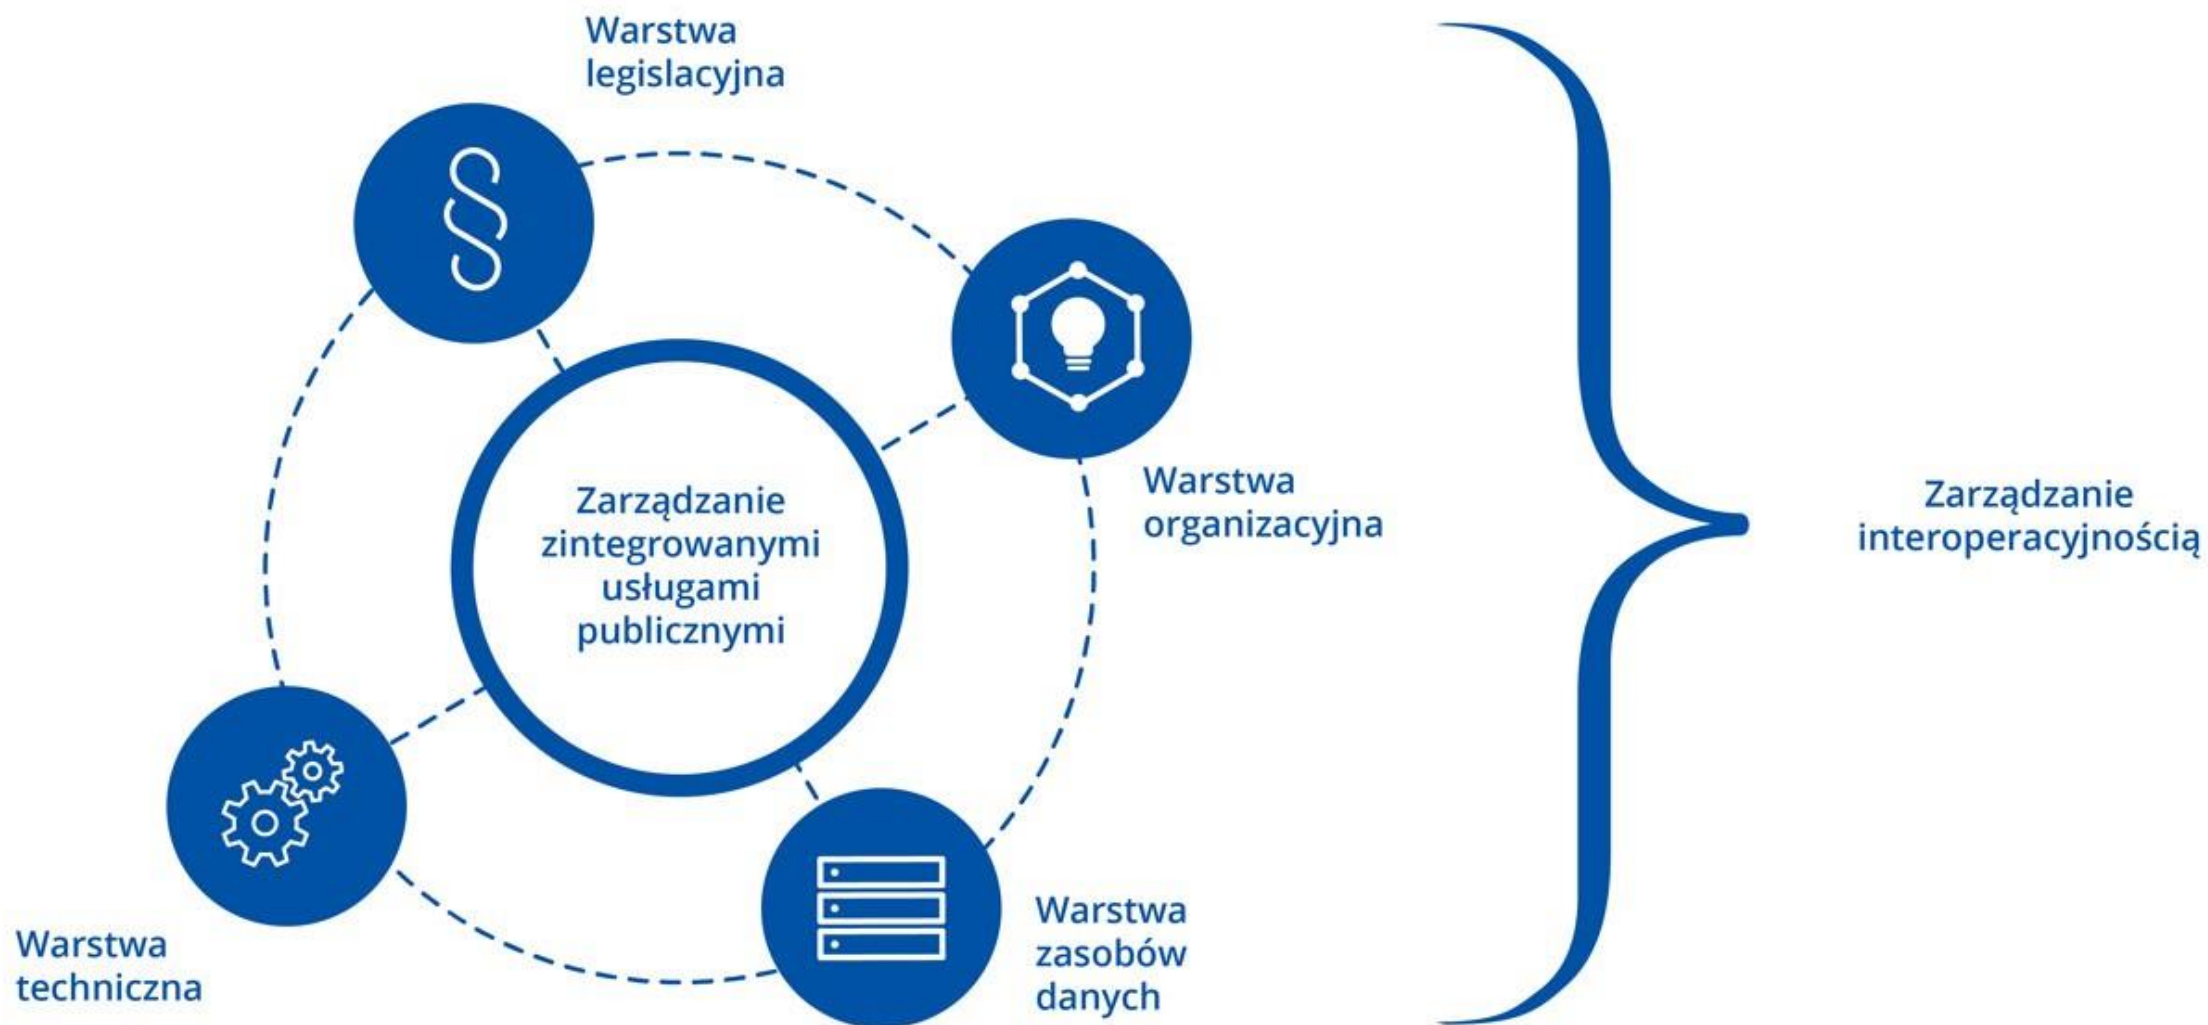 Warstwa
legislacyjna
Warstwa
organizacyjna
Zarządzanie
zintegrowanymi
usługami
publicznymi
Zarządzanie
interoperacyjnością
Warstwa
techniczna
Warstwa
zasobów
danych